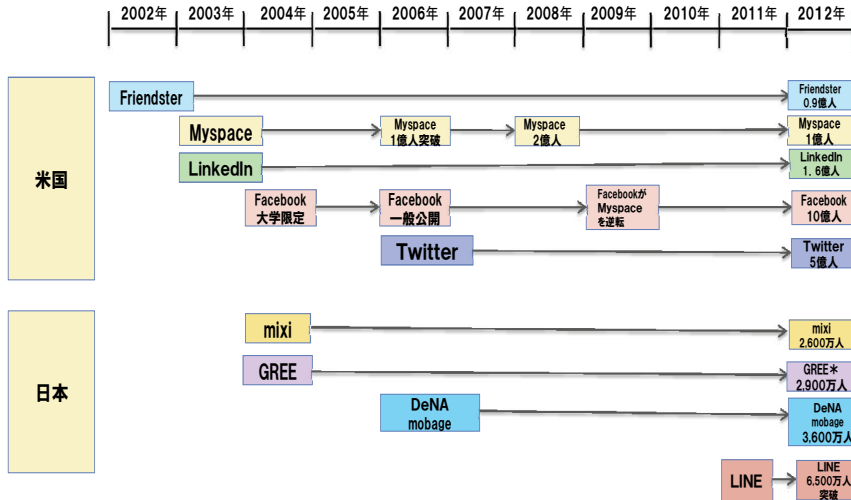 2002年 2003年 2004年 2005年 2006年 2007年 2008年 2009年 2010年 2011年 2012年
米国
Friendster
Friendster
0.9億人
Myspace
Myspace
1億人突破
Myspace
2億人
Myspace
1億人
LinkedIn
LinkedIn
1.6億人
Facebook
大学限定
Facebook
一般公開
Facebookが
Myspace
を逆転
Facebook
10億人
Twitter
Twitter
5億人
日本
mixi
mixi
2,600万人
GREE
GREE＊
2,900万人
DeNA
mobage
DeNA
mobage
3,600万人
LINE
LINE
6,500万人
突破